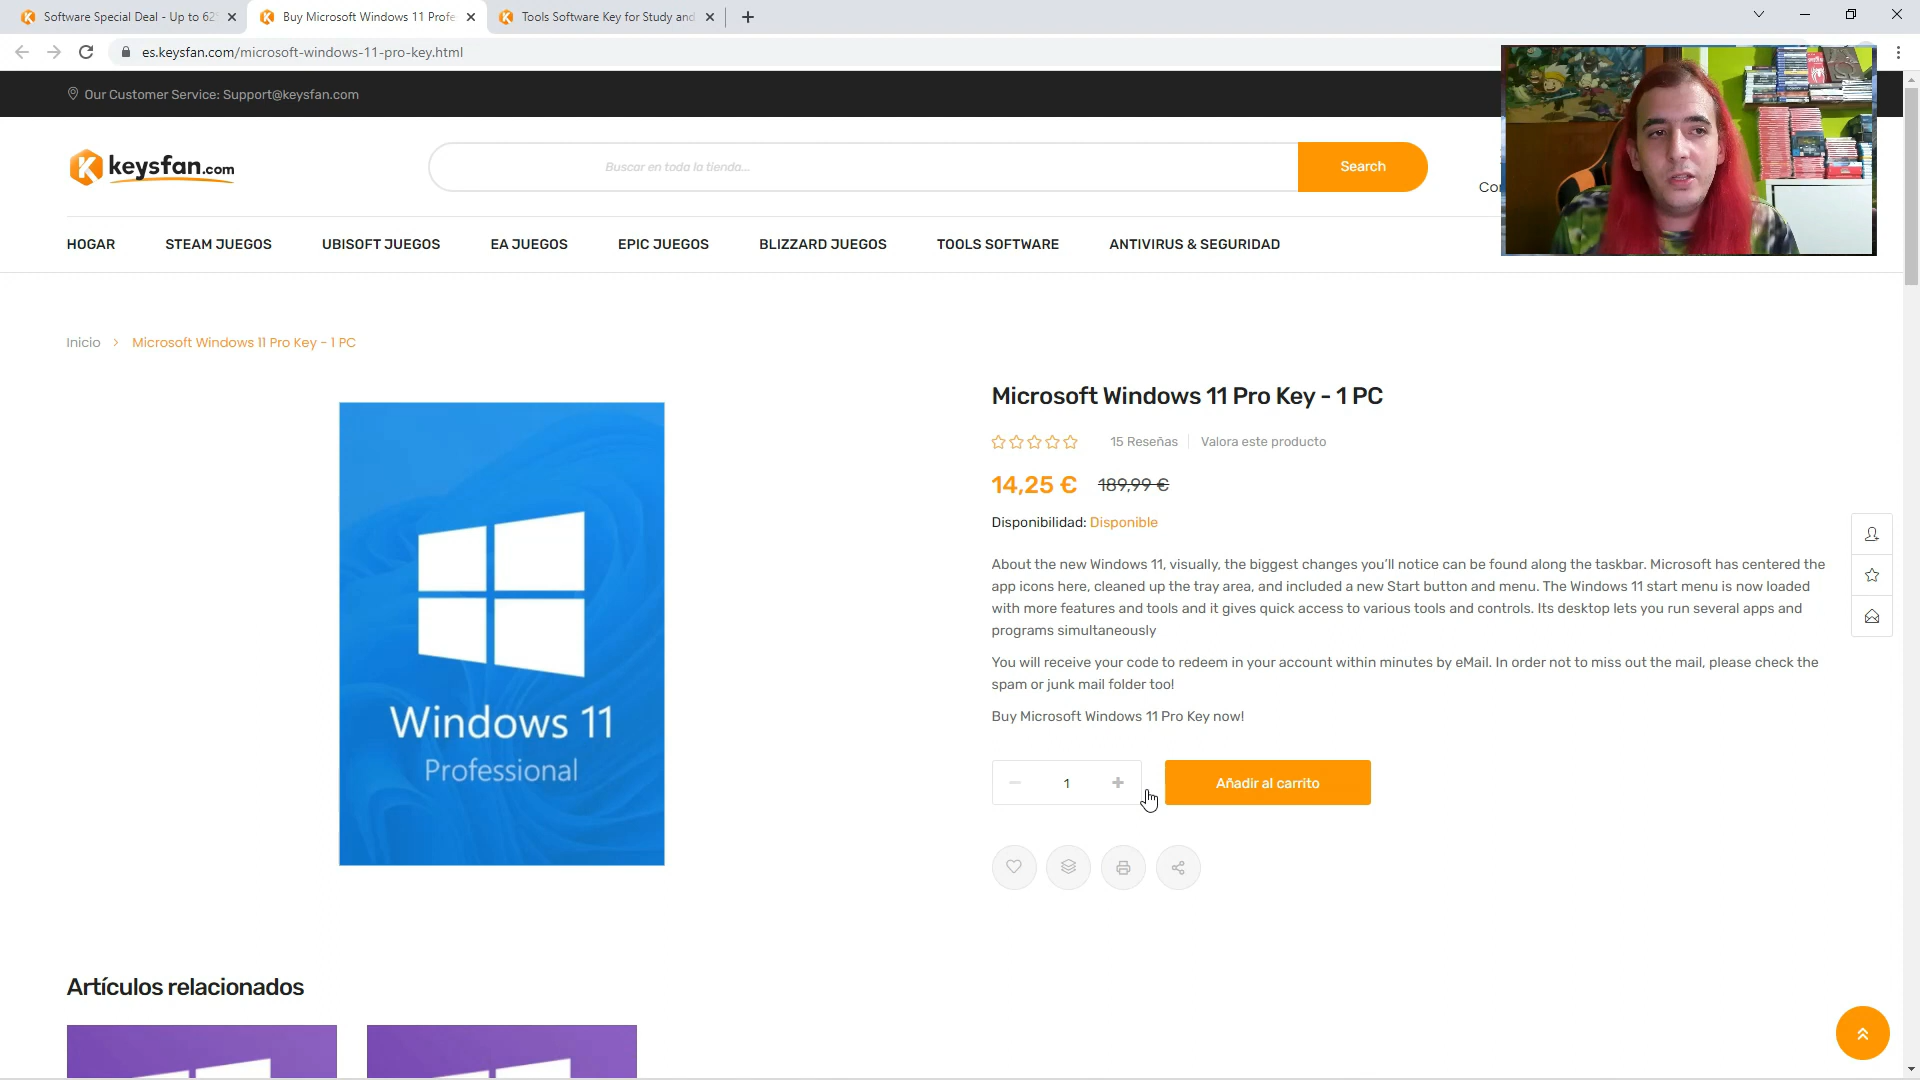 Software Special Deal - Up to 62
Buy Microsoft Windows 11 Profe
Tools Software Key for Study and
es.keysfan.com/microsoft-windows-11-pro-key.html
Our Customer Service: Support@keysfan.com
keysfan.com
Buscar en toda la tienda...
Search
Co
HOGAR
STEAM JUEGOS
UBISOFT JUEGOS
EA JUEGOS
EPIC JUEGOS
BLIZZARD JUEGOS
TOOLS SOFTWARE
ANTIVIRUS & SEGURIDAD
Inicio > Microsoft Windows 11 Pro Key - 1 PC
Windows 11
Professional
Microsoft Windows 11 Pro Key - 1 PC
15 Reseñas
Valora este producto
14,25 € 189,99 €
Disponibilidad: Disponible
About the new Windows 11, visually, the biggest changes you'll notice can be found along the taskbar. Microsoft has centered the
app icons here, cleaned up the tray area, and included a new Start button and menu. The Windows 11 start menu is now loaded
with more features and tools and it gives quick access to various tools and controls. Its desktop lets you run several apps and
programs simultaneously
You will receive your code to redeem in your account within minutes by eMail. In order not to miss out the mail, please check the
spam or junk mail folder too!
Buy Microsoft Windows 11 Pro Key now!
1
Añadir al carrito
Artículos relacionados